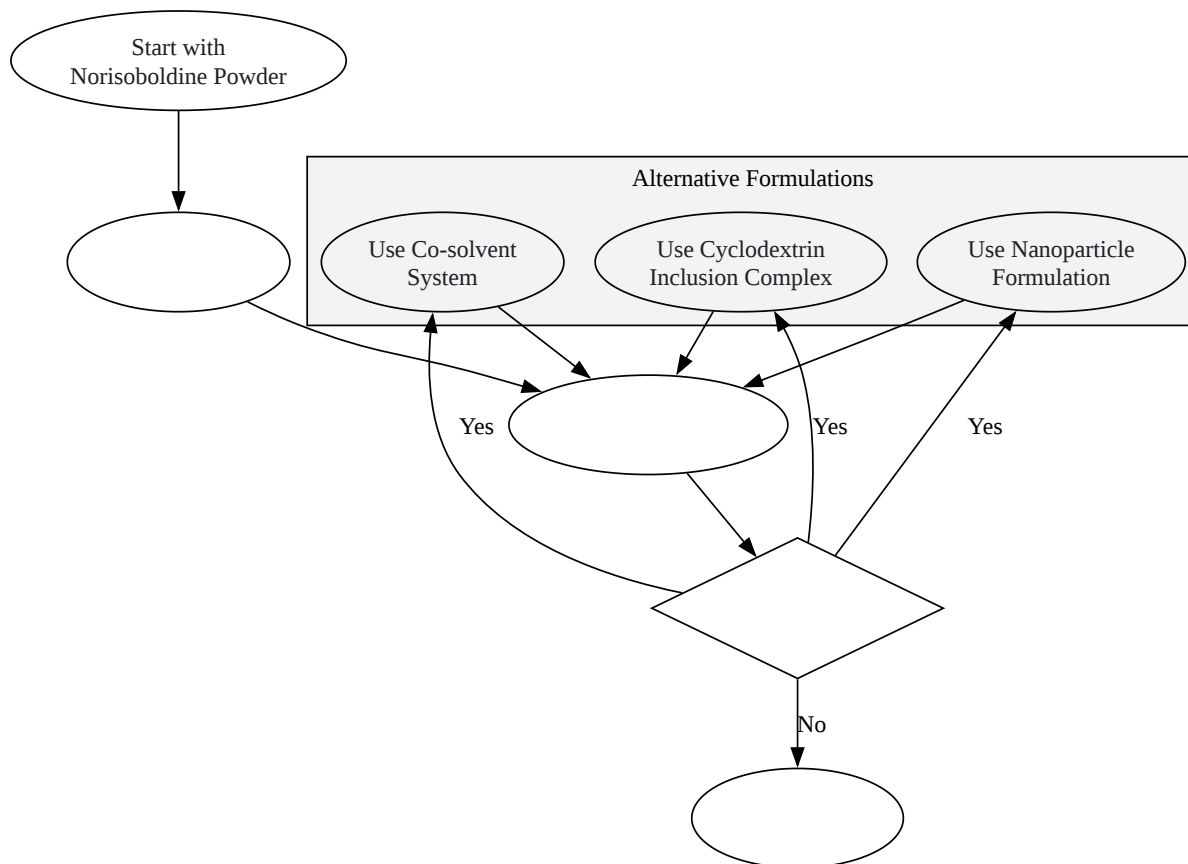 Start with
Norisoboldine Powder
Alternative Formulations
Use Co-solvent
System
Use Cyclodextrin
Inclusion Complex
Use Nanoparticle
Formulation
Yes
Yes
Yes
No